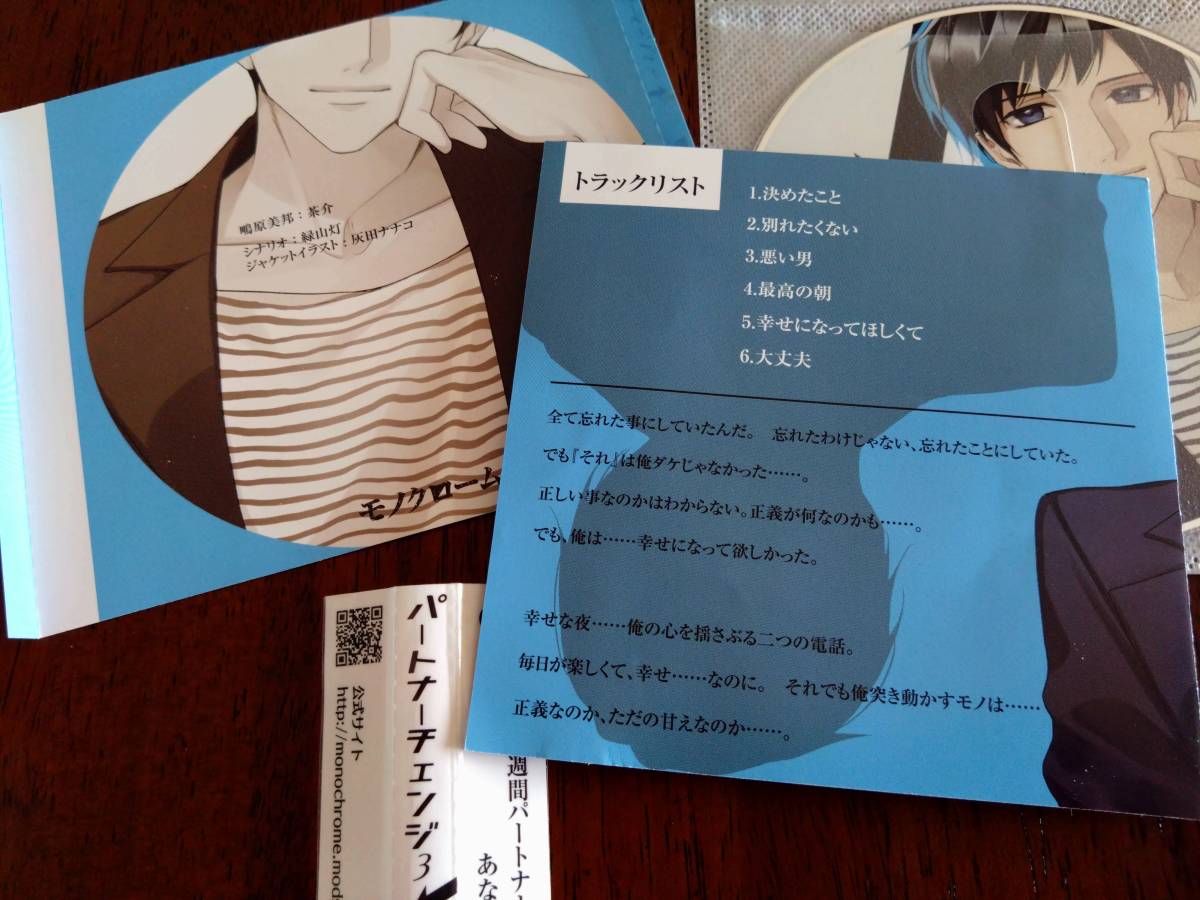 鳴原美邦：茶介
シナリオ：緑山灯
ジャケットイラスト：灰田ナナコ
モノクローム
トラックリスト
1.決めたこと
2.別れたくない
3.悪い男
4.最高の朝
5.幸せになってほしくて
6.大丈夫
全て忘れた事にしていたんだ。　忘れたわけじゃない、忘れたことにしていた。
でも『それ』は俺ダケじゃなかった……。
正しい事なのかはわからない。正義が何なのかも……。
でも、俺は……幸せになって欲しかった。
幸せな夜……俺の心を揺さぶる二つの電話。
毎日が楽しくて、幸せ……なのに。　それでも俺突き動かすモノは……
正義なのか、ただの甘えなのか……。
週間パートナ
あな
パートナーチェンジ3
公式サイト
http://monochrome.mod